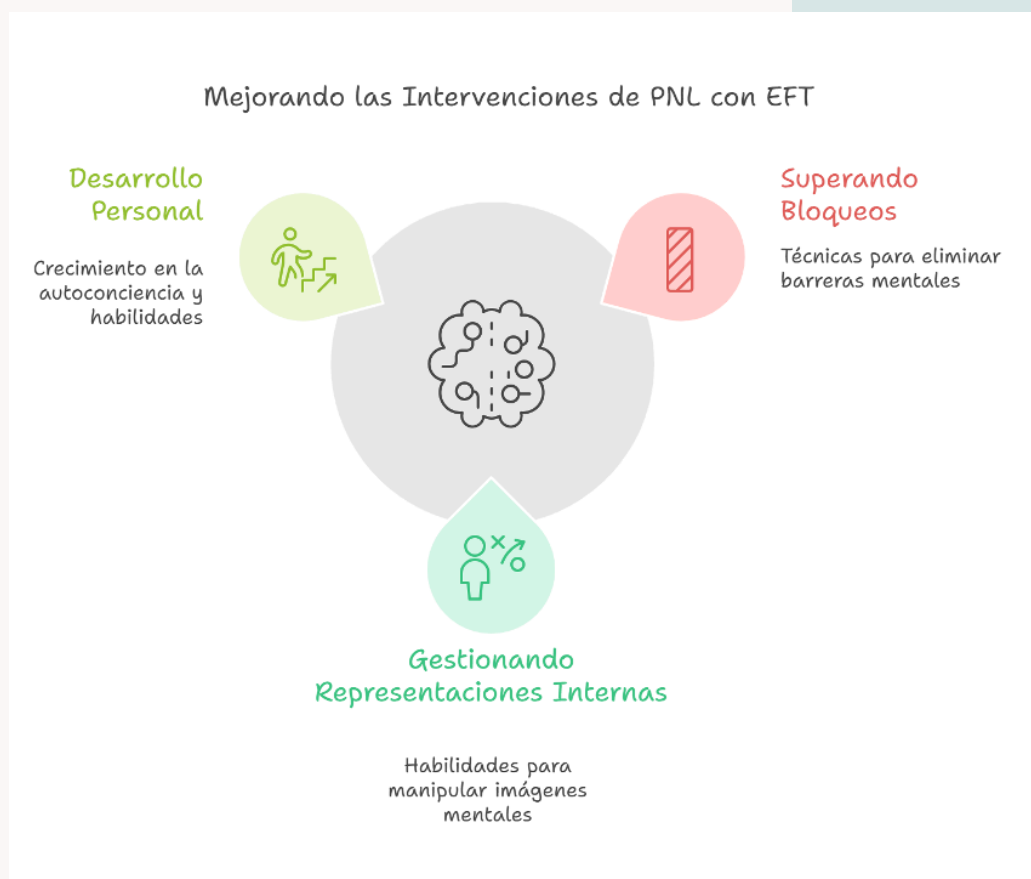 Mejorando las Intervenciones de PNL con EFT
Desarrollo
Personal
Crecimiento en la
autoconciencia y
habilidades
Superando
Bloqueos
Técnicas para eliminar
barreras mentales
Gestionando
Representaciones Internas
Habilidades para
manipular imágenes
mentales